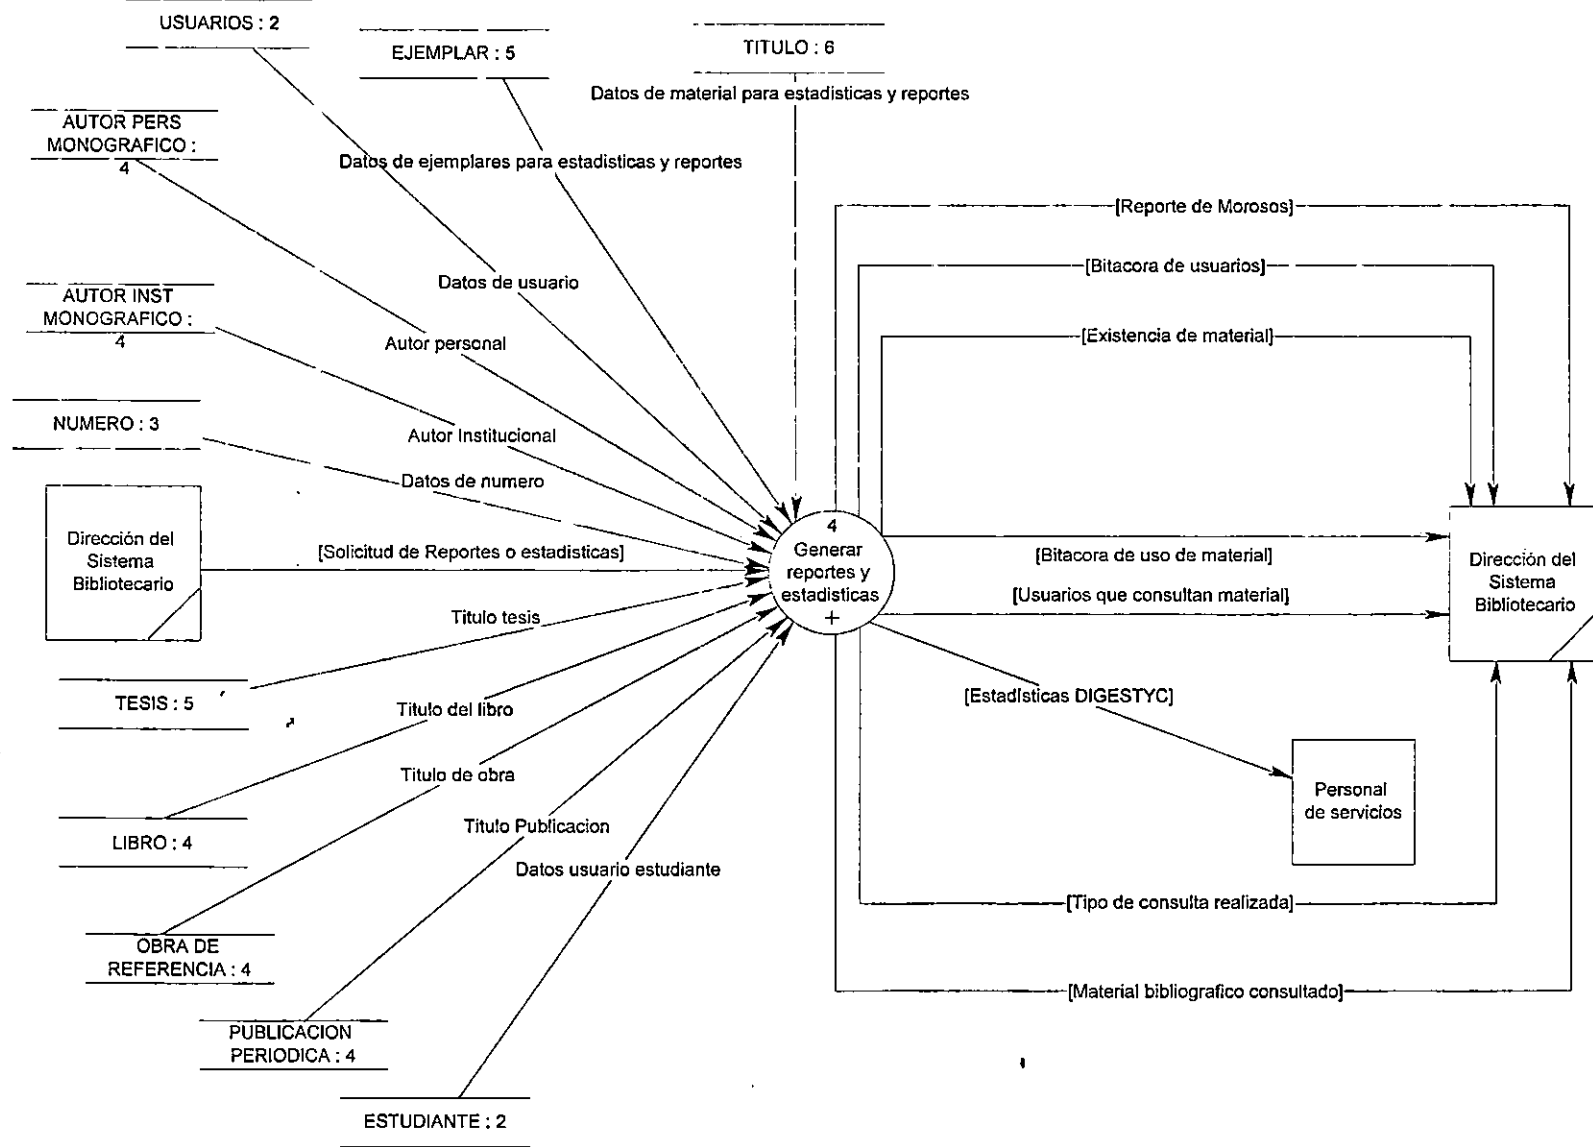 USUARIOS : 2
EJEMPLAR : 5
TITULO : 6
Datos de material para estadisticas y reportes
AUTOR PERS
MONOGRAFICO :
4
Datos de ejemplares para estadisticas y reportes
[Reporte de Morosos]
[Bitacora de usuarios]
Datos de usuario
AUTOR INST
MONOGRAFICO :
4
[Existencia de material]
Autor personal
NUMERO : 3
Autor Institucional
Datos de numero
Dirección del
Sistema
Bibliotecario
[Solicitud de Reportes o estadisticas]
4
Generar
reportes y
estadisticas
+
[Bitacora de uso de material]
[Usuarios que consultan material]
Dirección del
Sistema
Bibliotecario
Titulo tesis
TESIS : 5
[Estadísticas DIGESTYC]
Titulo del libro
Titulo de obra
Personal
de servicios
LIBRO : 4
Titulo Publicacion
Datos usuario estudiante
[Tipo de consulta realizada]
OBRA DE
REFERENCIA : 4
[Material bibliografico consultado]
PUBLICACION
PERIODICA : 4
ESTUDIANTE : 2